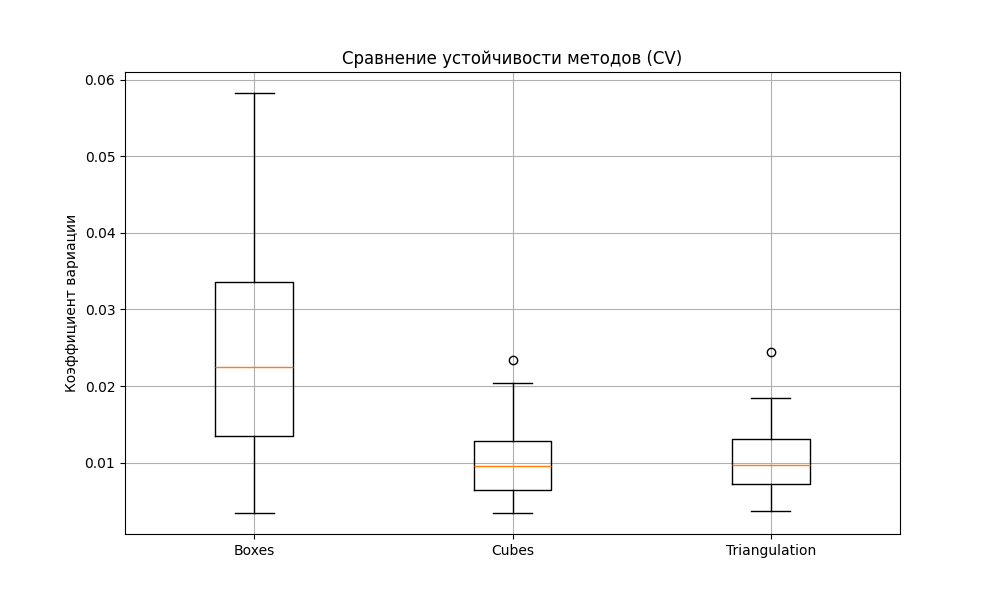 Сравнение устойчивости методов (CV)
Коэффициент вариации
0.06
0.05
0.04
0.03
0.02
0.01
Boxes
Cubes
Triangulation